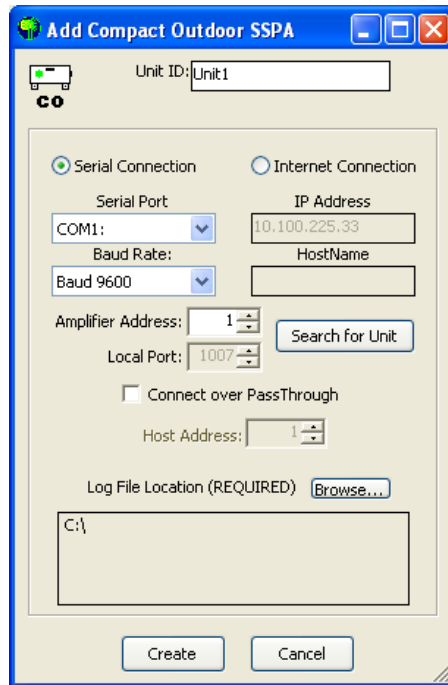 Add Compact Outdoor SSPA
Unit ID: Unit1
CO
Serial Connection Internet Connection
Serial Port IP Address
COM1: 10.100.225.33
Baud Rate: HostName
Baud 9600
Amplifier Address: 1 Search for Unit
Local Port: 1007
Connect over PassThrough
Host Address: 1
Log File Location (REQUIRED) Browse...
C:\
Create Cancel